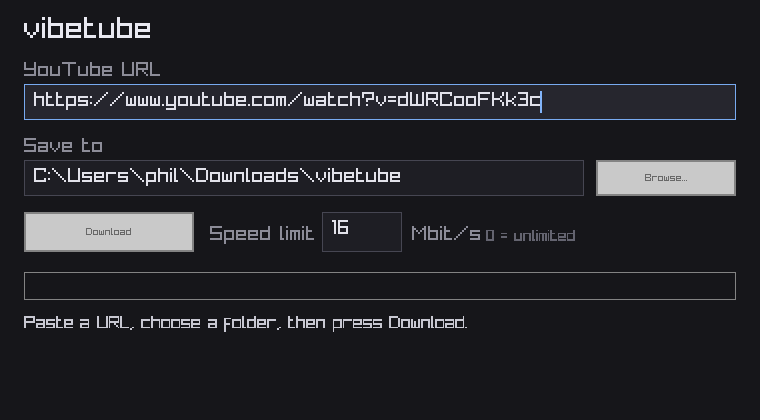 vibetube
YouTube URL
https://www.youtube.com/watch?v=dWRCooFKk3c
Save to
C:\Users\phil\Downloads\vibetube
Browse...
Download
Speed limit 16 Mbit/s 0 = unlimited
Paste a URL, choose a folder, then press Download.